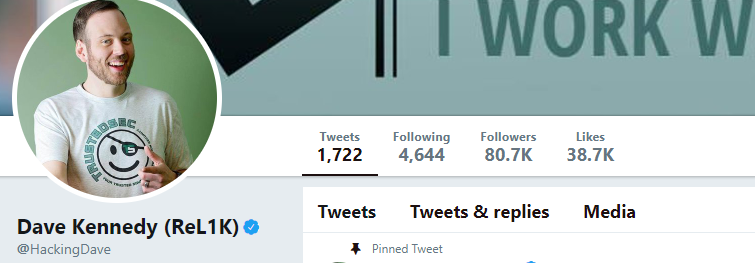 I WORK W
TRUSTEDSEC
Tweets Following Followers Likes
1,722 4,644 80.7K 38.7K
Tweets Tweets & replies Media
Dave Kennedy (ReL1K)
@HackingDave
Pinned Tweet